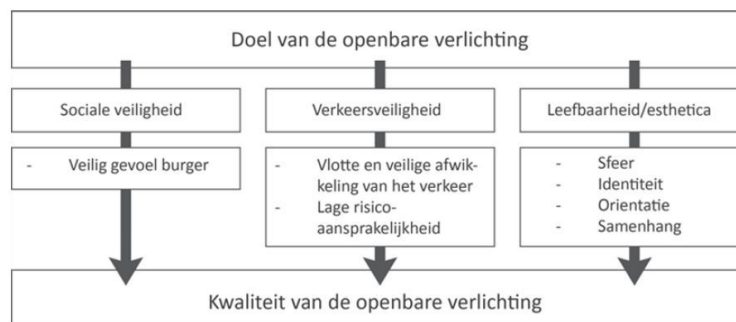 Doel van de openbare verlichting
Sociale veiligheid
- Veilig gevoel burger
Verkeersveiligheid
- Vlotte en veilige afwik-
keling van het verkeer
- Lage risico-
aansprakelijkheid
Leefbaarheid/esthetica
- Sfeer
- Identiteit
- Orientatie
- Samenhang
Kwaliteit van de openbare verlichting